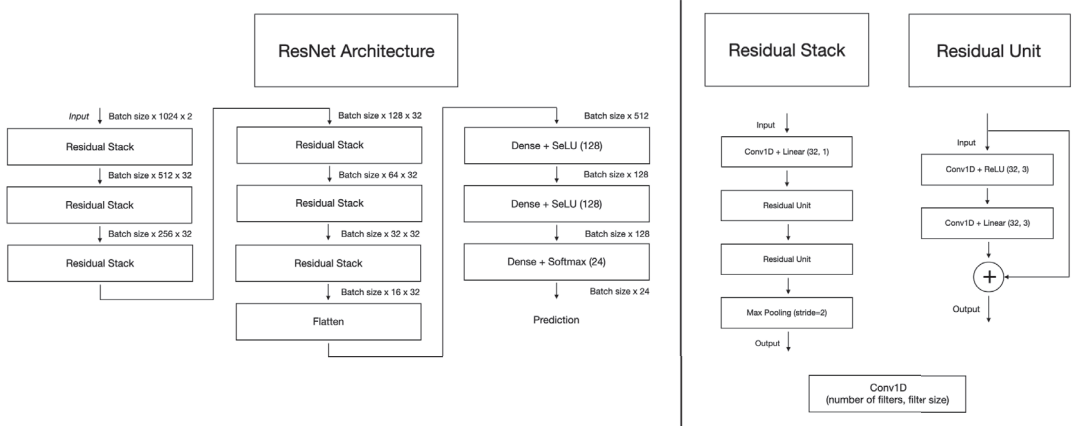 ResNet Architecture
Input
Batch size x 1024 x 2
Residual Stack
Batch size x 512 x 32
Residual Stack
Batch size x 256 x 32
Residual Stack
Batch size x 128 x 32
Residual Stack
Batch size x 64 x 32
Residual Stack
Batch size x 32 x 32
Residual Stack
Batch size x 16 x 32
Flatten
Batch size x 512
Dense + SeLU (128)
Batch size x 128
Dense + SeLU (128)
Batch size x 128
Dense + Softmax (24)
Batch size x 24
Prediction
Residual Stack
Input
Conv1D + Linear (32, 1)
Residual Unit
Residual Unit
Max Pooling (stride=2)
Output
Residual Unit
Input
Conv1D + ReLU (32, 3)
Conv1D + Linear (32, 3)
+
Output
Conv1D
(number of filters, filter size)